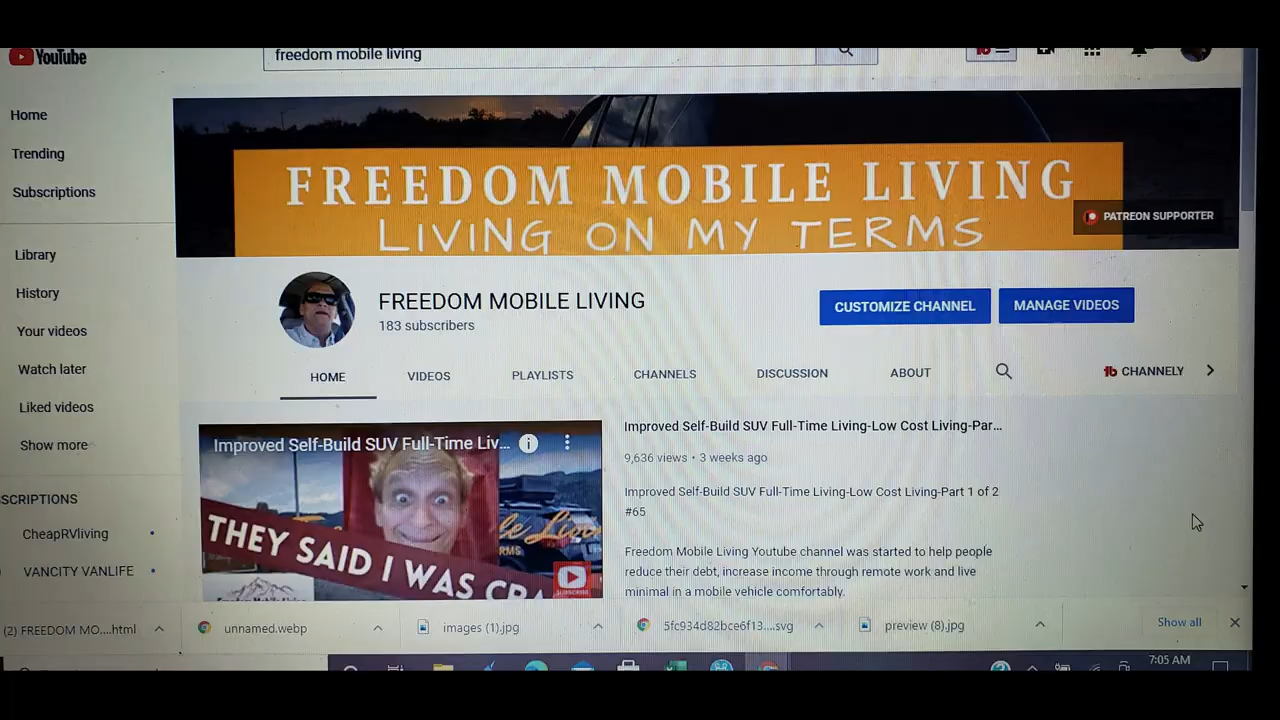 YouTube
freedom mobile living
Home
Trending
Subscriptions
Library
History
Your videos
Watch later
Liked videos
Show more
SCRIPTIONS
CheapRVliving
VANCITY VANLIFE
FREEDOM MOBILE LIVING
LIVING ON MY TERMS
PATREON SUPPORTER
FREEDOM MOBILE LIVING
183 subscribers
CUSTOMIZE CHANNEL
MANAGE VIDEOS
HOME VIDEOS PLAYLISTS CHANNELS DISCUSSION ABOUT tb CHANNELY
Improved Self-Build SUV Full-Time Liv...
THEY SAID I WAS CRA
SUBSCRIBE
Improved Self-Build SUV Full-Time Living-Low Cost Living-Par...
9,636 views • 3 weeks ago
Improved Self-Build SUV Full-Time Living-Low Cost Living-Part 1 of 2
#65
Freedom Mobile Living Youtube channel was started to help people
reduce their debt, increase income through remote work and live
minimal in a mobile vehicle comfortably.
(2) FREEDOM MO....html
unnamed.webp
images (1).jpg
5fc934d82bce6f13....svg
preview (8).jpg
Show all
7:05 AM